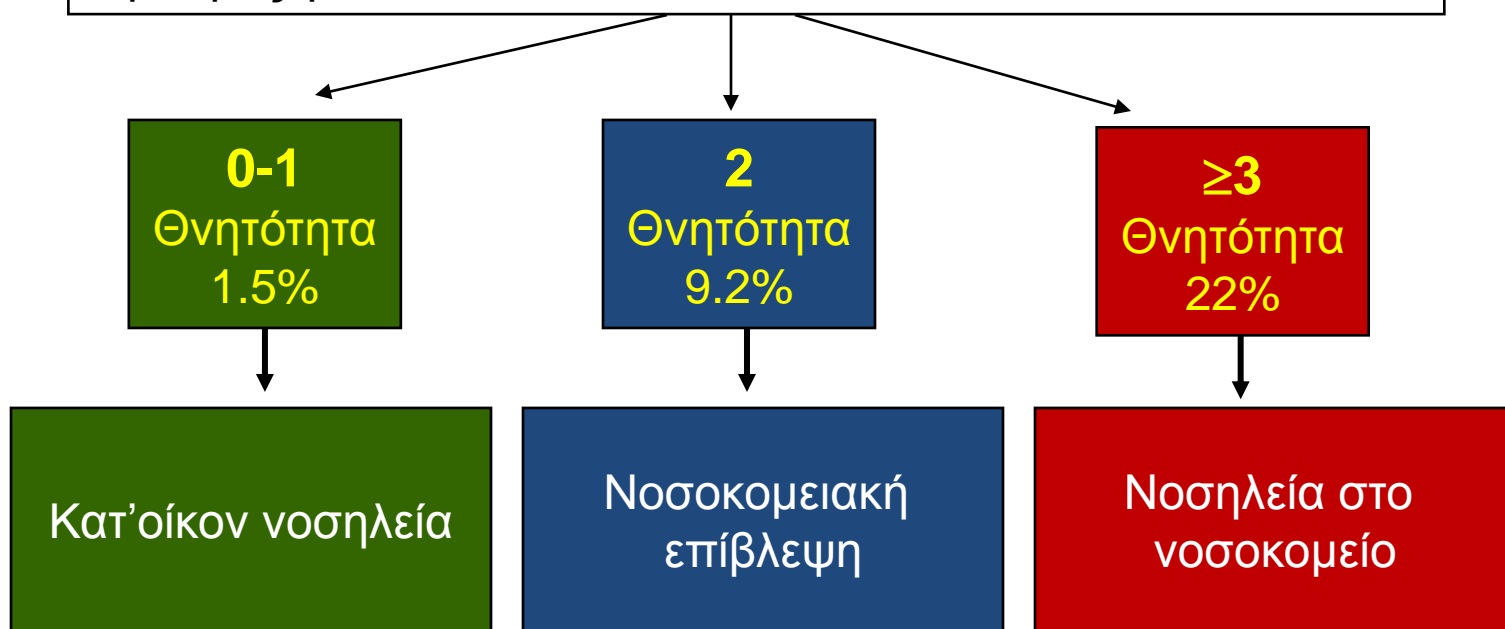 0-1
Θνητότητα
1.5%
2
Θνητότητα
9.2%
≥3
Θνητότητα
22%
Κατ’οίκον νοσηλεία
Νοσοκομειακή
επίβλεψη
Νοσηλεία στο
νοσοκομείο